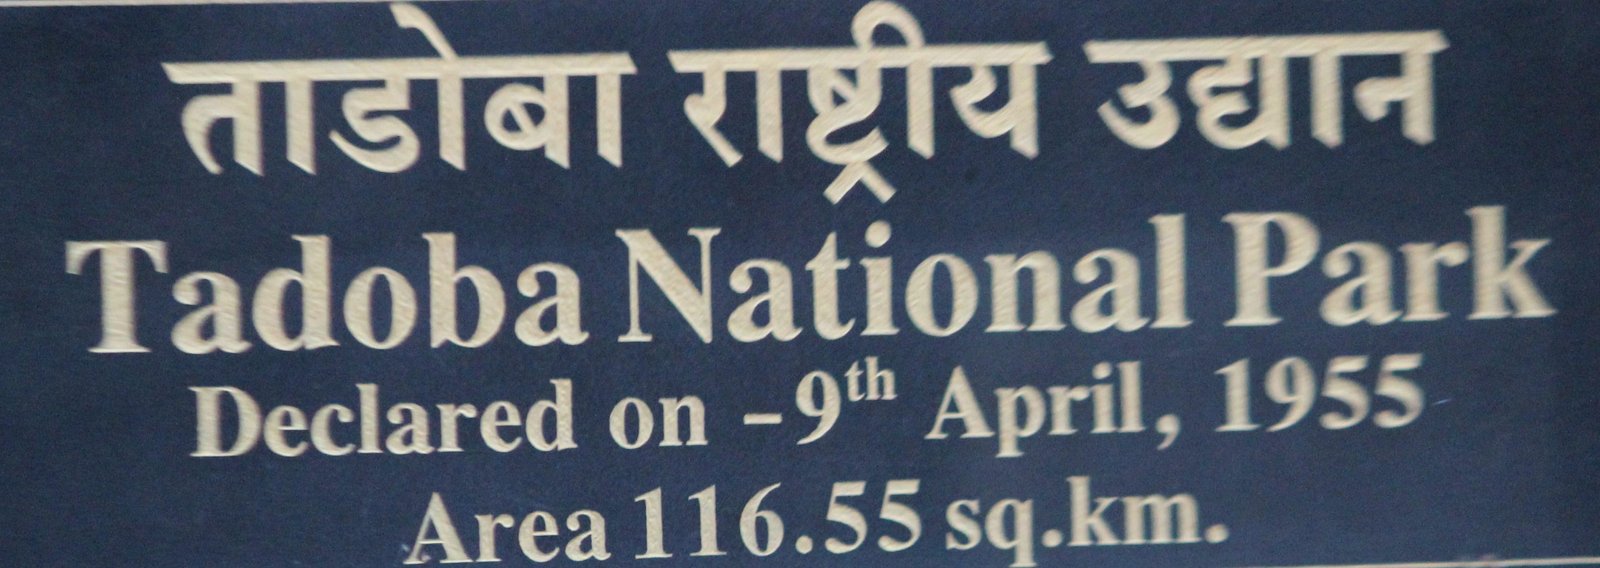 ताडोबा राष्ट्रीय उद्यान
Tadoba National Park
Declared on -9th April, 1955
Area 116.55 sq.km.